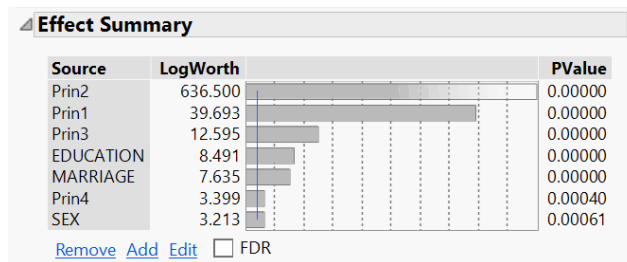 Effect Summary
Source LogWorth PValue
Prin2 636.500 0.00000
Prin1 39.693 0.00000
Prin3 12.595 0.00000
EDUCATION 8.491 0.00000
MARRIAGE 7.635 0.00000
Prin4 3.399 0.00040
SEX 3.213 0.00061
Remove Add Edit FDR